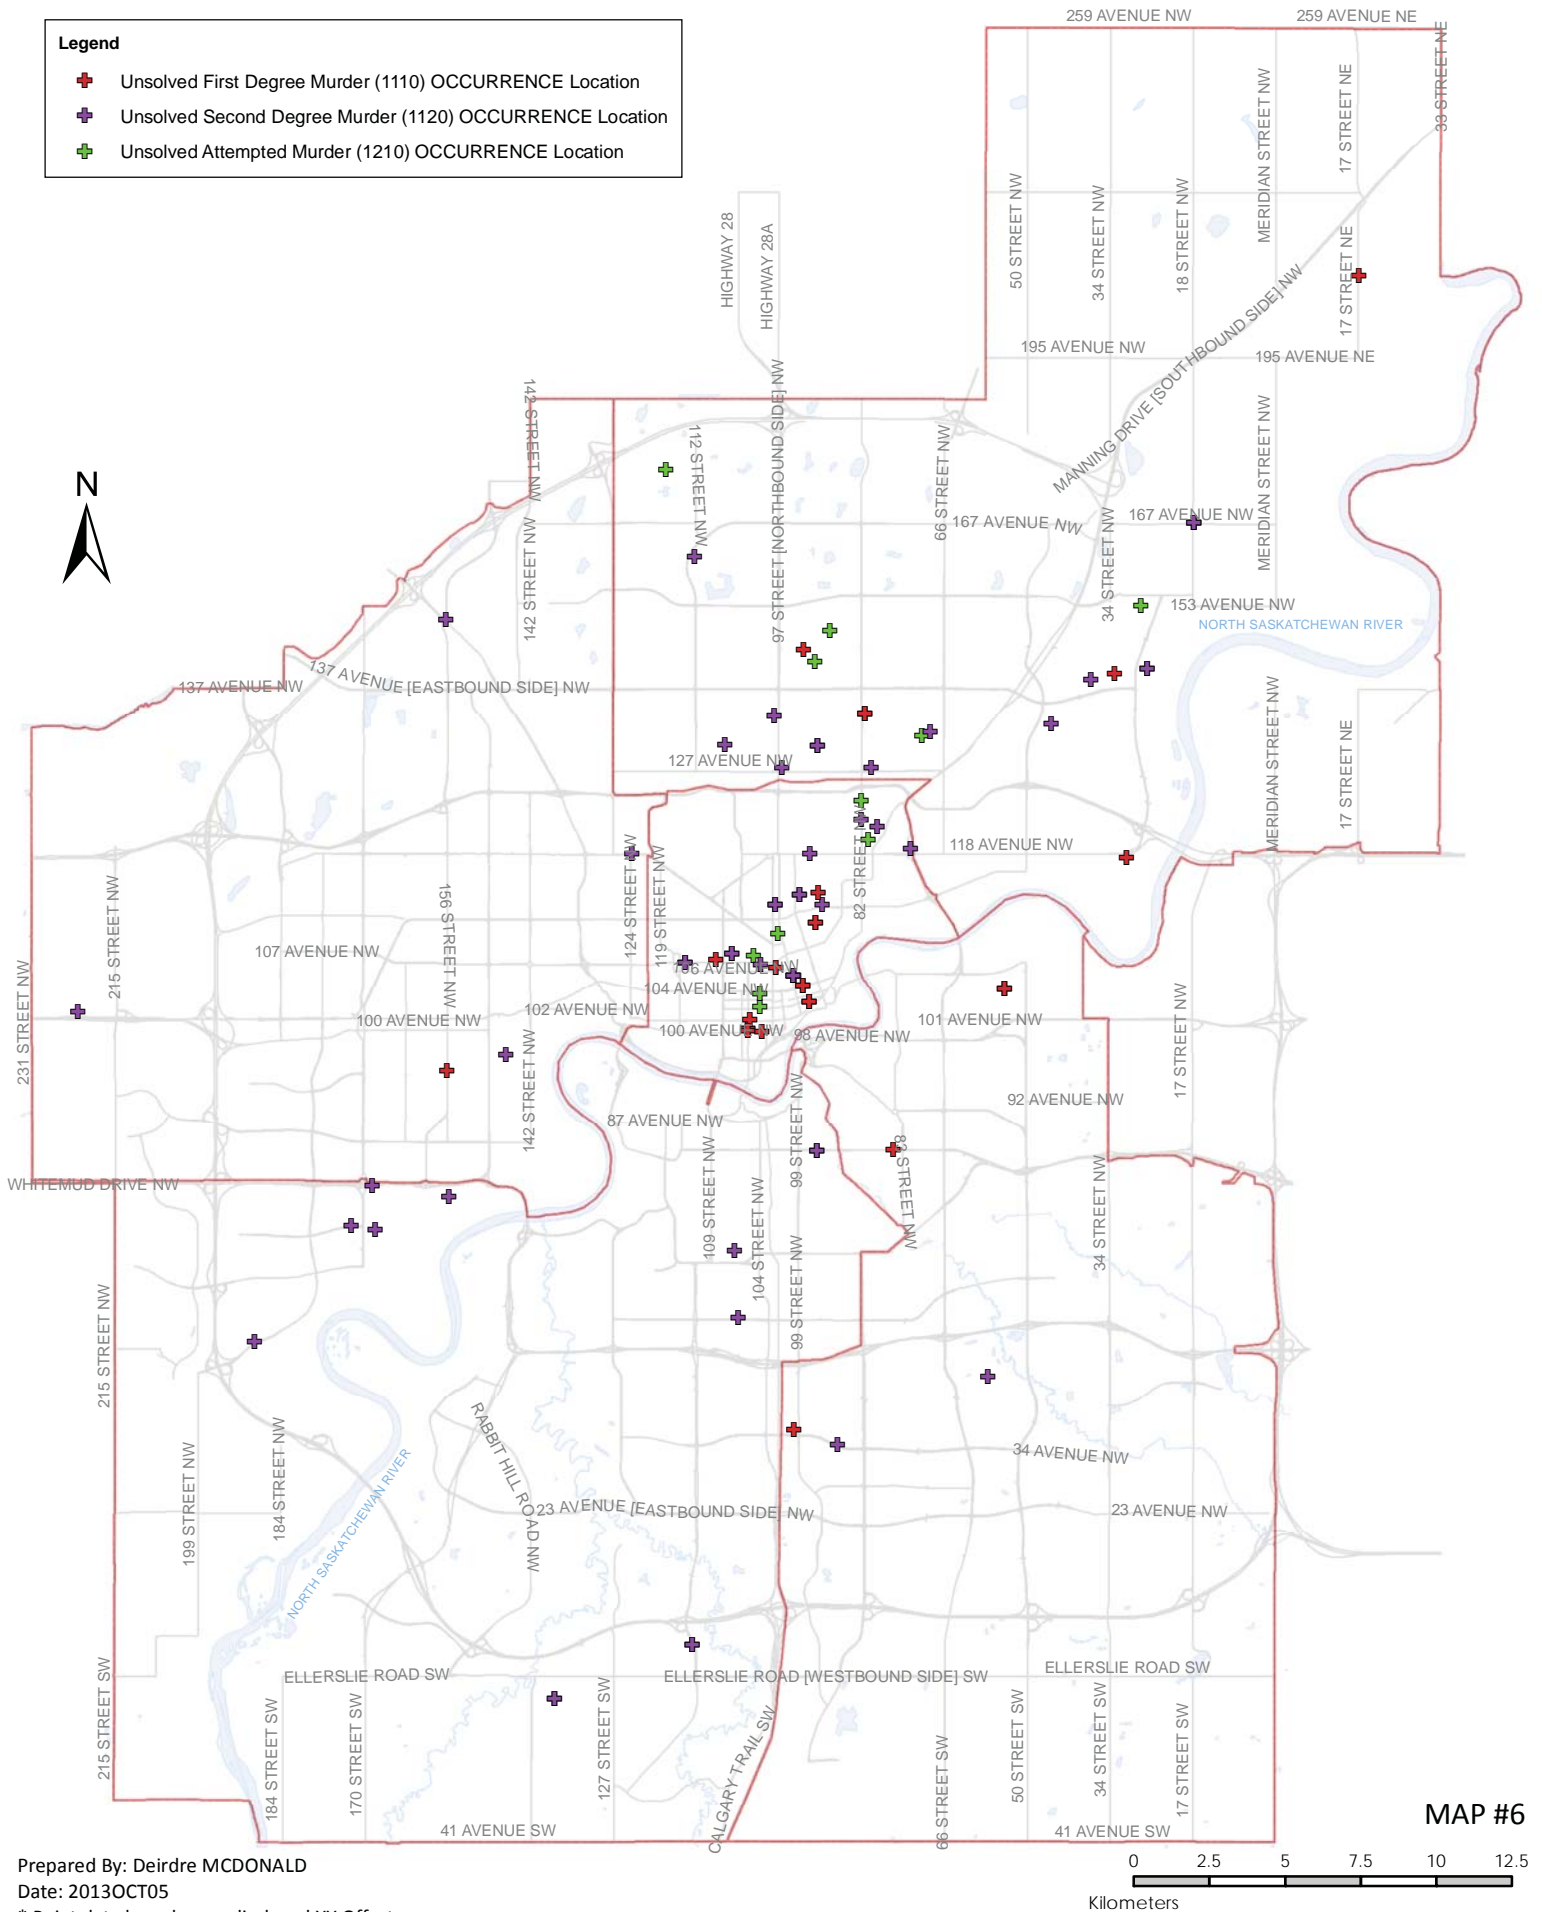 259 AVENUE NW
259 AVENUE NE
Legend
Unsolved First Degree Murder (1110) OCCURRENCE Location
Unsolved Second Degree Murder (1120) OCCURRENCE Location
Unsolved Attempted Murder (1210) OCCURRENCE Location
33 STREET NE
17 STREET NE
MERIDIAN STREET NW
50 STREET NW
34 STREET NW
18 STREET NW
HIGHWAY 28
HIGHWAY 28A
17 STREET NE
MANNING DRIVE [SOUTHBOUND SIDE] NW
195 AVENUE NW
195 AVENUE NE
142 STREET NW
97 STREET [NORTHBOUND SIDE] NW
112 STREET NW
66 STREET NW
MERIDIAN STREET NW
N
167 AVENUE NW
167 AVENUE NW
34 STREET NW
142 STREET NW
153 AVENUE NW
NORTH SASKATCHEWAN RIVER
137 AVENUE NW
137 AVENUE [EASTBOUND SIDE] NW
MERIDIAN STREET NW
17 STREET NE
127 AVENUE NW
82 STREET NW
118 AVENUE NW
124 STREET NW
119 STREET NW
156 STREET NW
215 STREET NW
107 AVENUE NW
106 AVENUE NW
231 STREET NW
104 AVENUE NW
102 AVENUE NW
100 AVENUE NW
100 AVENUE NW
98 AVENUE NW
101 AVENUE NW
17 STREET NW
142 STREET NW
87 AVENUE NW
99 STREET NW
92 AVENUE NW
83 STREET NW
109 STREET NW
34 STREET NW
WHITEMUD DRIVE NW
104 STREET NW
99 STREET NW
215 STREET NW
RABBIT HILL ROAD NW
184 STREET NW
199 STREET NW
34 AVENUE NW
NORTH SASKATCHEWAN RIVER
23 AVENUE [EASTBOUND SIDE] NW
23 AVENUE NW
215 STREET SW
ELLERSLIE ROAD SW
ELLERSLIE ROAD [WESTBOUND SIDE] SW
ELLERSLIE ROAD SW
184 STREET SW
170 STREET SW
127 STREET SW
CALGARY TRAIL SW
66 STREET SW
50 STREET SW
34 STREET SW
17 STREET SW
41 AVENUE SW
41 AVENUE SW
MAP #6
Prepared By: Deirdre MCDONALD
Date: 2013OCT05
0 2.5 5 7.5 10 12.5
Kilometers